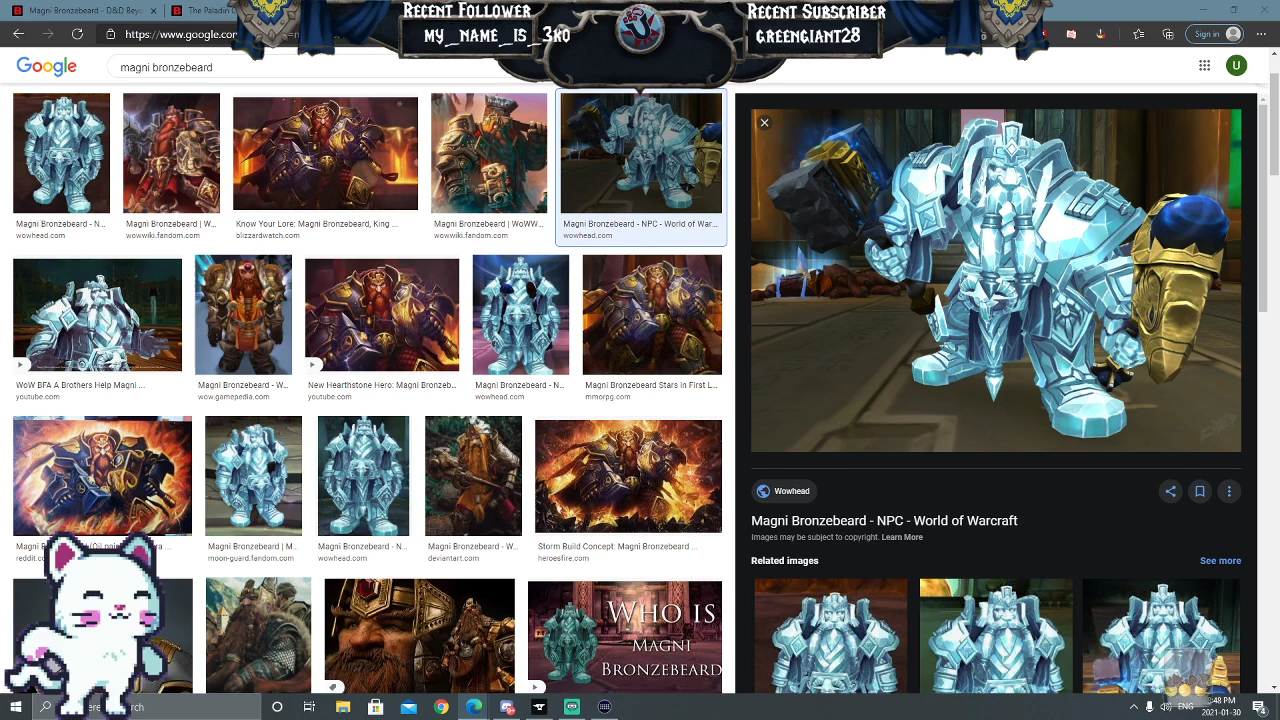 Magni Bronzebeard - D&D Beyo
The Paladin
Recent Follower
my_name_is_3ko
Recent Subscriber
greengiant28
https://www.google.com
Sign in
Google
magni bronzebeard
U
Magni Bronzebeard - N...
wowhead.com
Magni Bronzebeard | W...
wowwiki.fandom.com
Know Your Lore: Magni Bronzebeard, King ...
blizzardwatch.com
Magni Bronzebeard | WoWW...
wowwiki.fandom.com
Magni Bronzebeard - NPC - World of War...
wowhead.com
WoW BFA A Brothers Help Magni ...
youtube.com
Magni Bronzebeard - W...
wow.gamepedia.com
New Hearthstone Hero: Magni Bronzeb...
youtube.com
Magni Bronzebeard - N...
wowhead.com
Magni Bronzebeard Stars in First L...
mmorpg.com
reddit.c
Magni Bronzebeard | M...
moon-guard.fandom.com
Magni Bronzebeard - N...
wowhead.com
Magni Bronzebeard - W...
deviantart.com
Storm Build Concept: Magni Bronzebeard ...
heroesfire.com
Who is
Magni
Bronzebeard
Wowhead
Magni Bronzebeard - NPC - World of Warcraft
Images may be subject to copyright. Learn More
Related images
See more
ere to search
ENG
:48 PM
2021-01-30
4